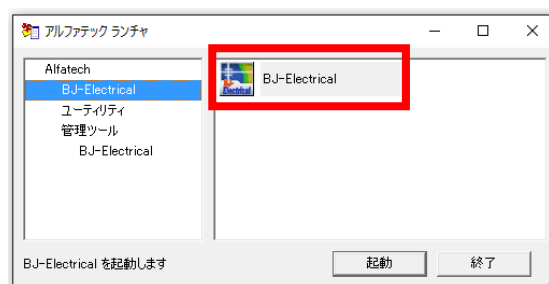 アルファテック ランチャ
Alfatech
BJ-Electrical
ユーティリティ
管理ツール
BJ-Electrical
Electrical
BJ-Electrical
BJ-Electrical を起動します
起動
終了